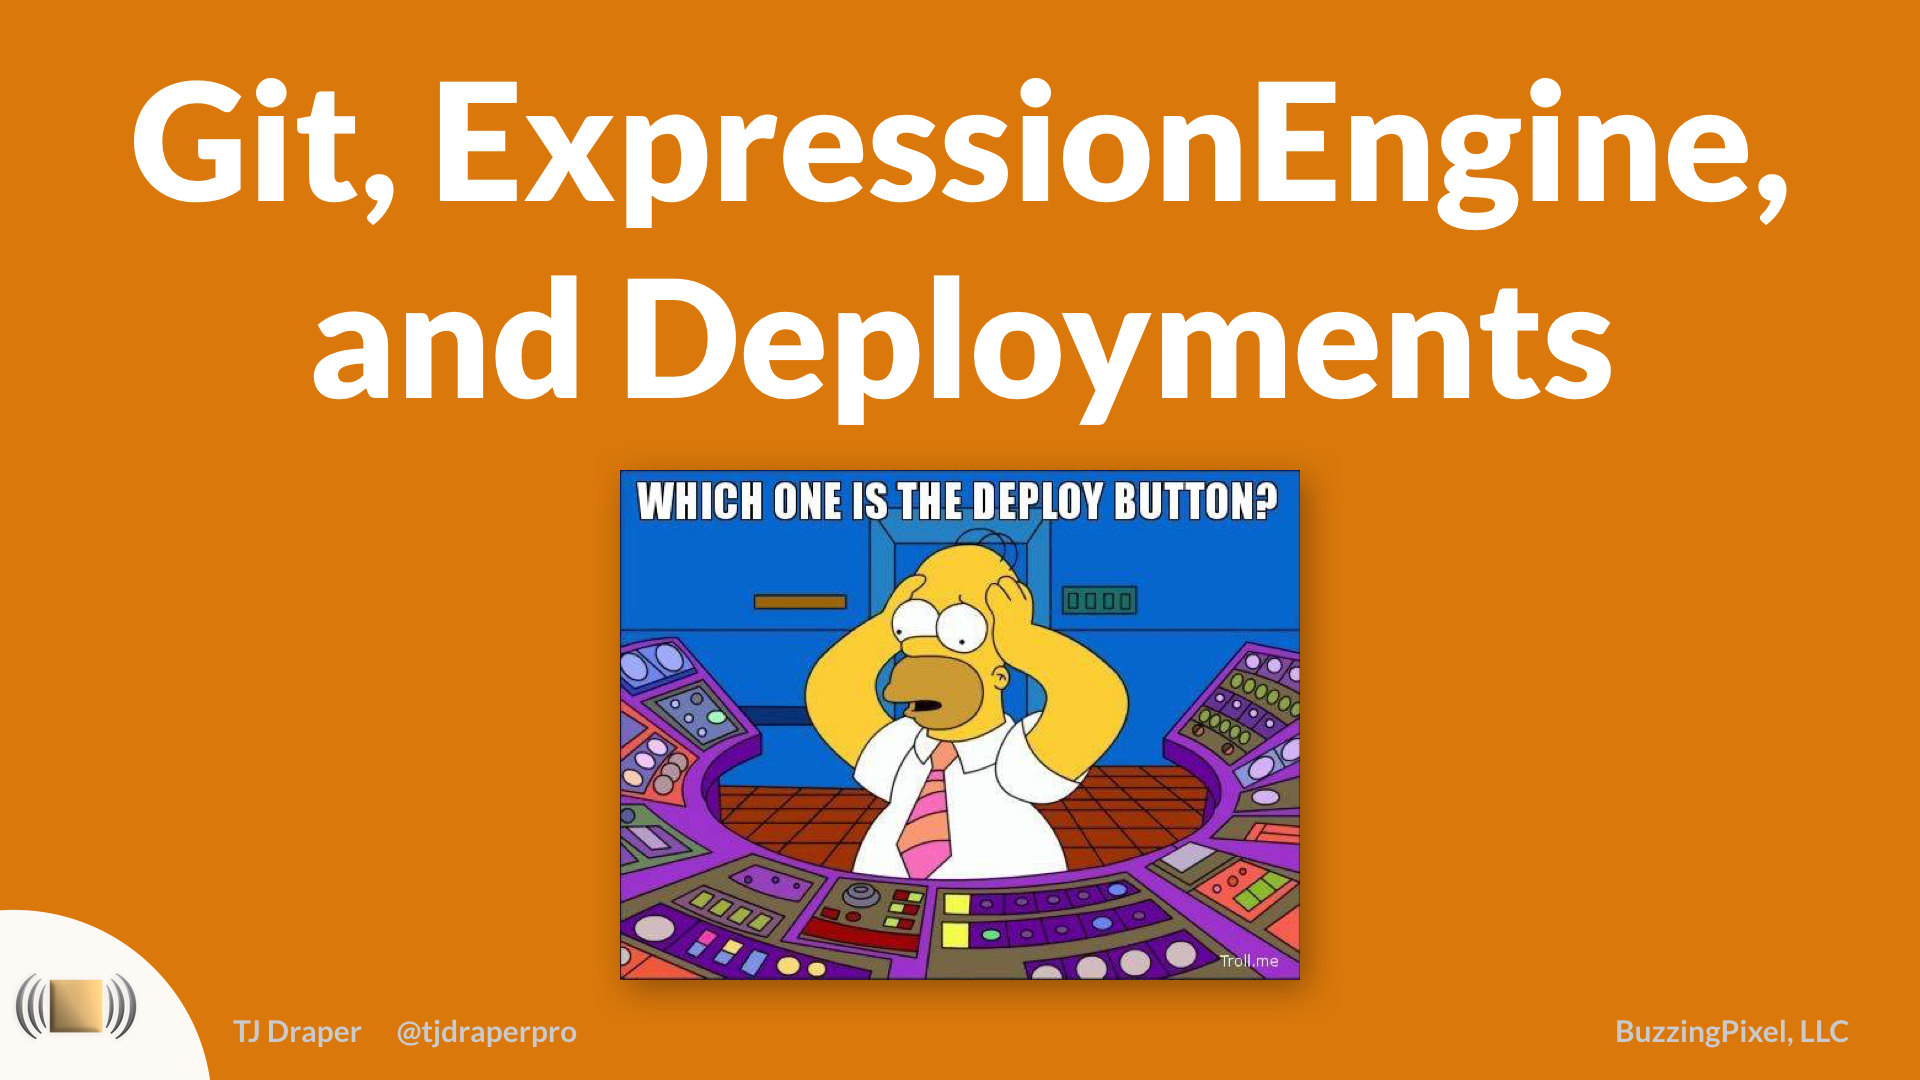 Git, ExpressionEngine,
and Deployments
WHICH ONE IS THE DEPLOY BUTTON?
Troll.me
TJ Draper @tjdraperpro
BuzzingPixel, LLC